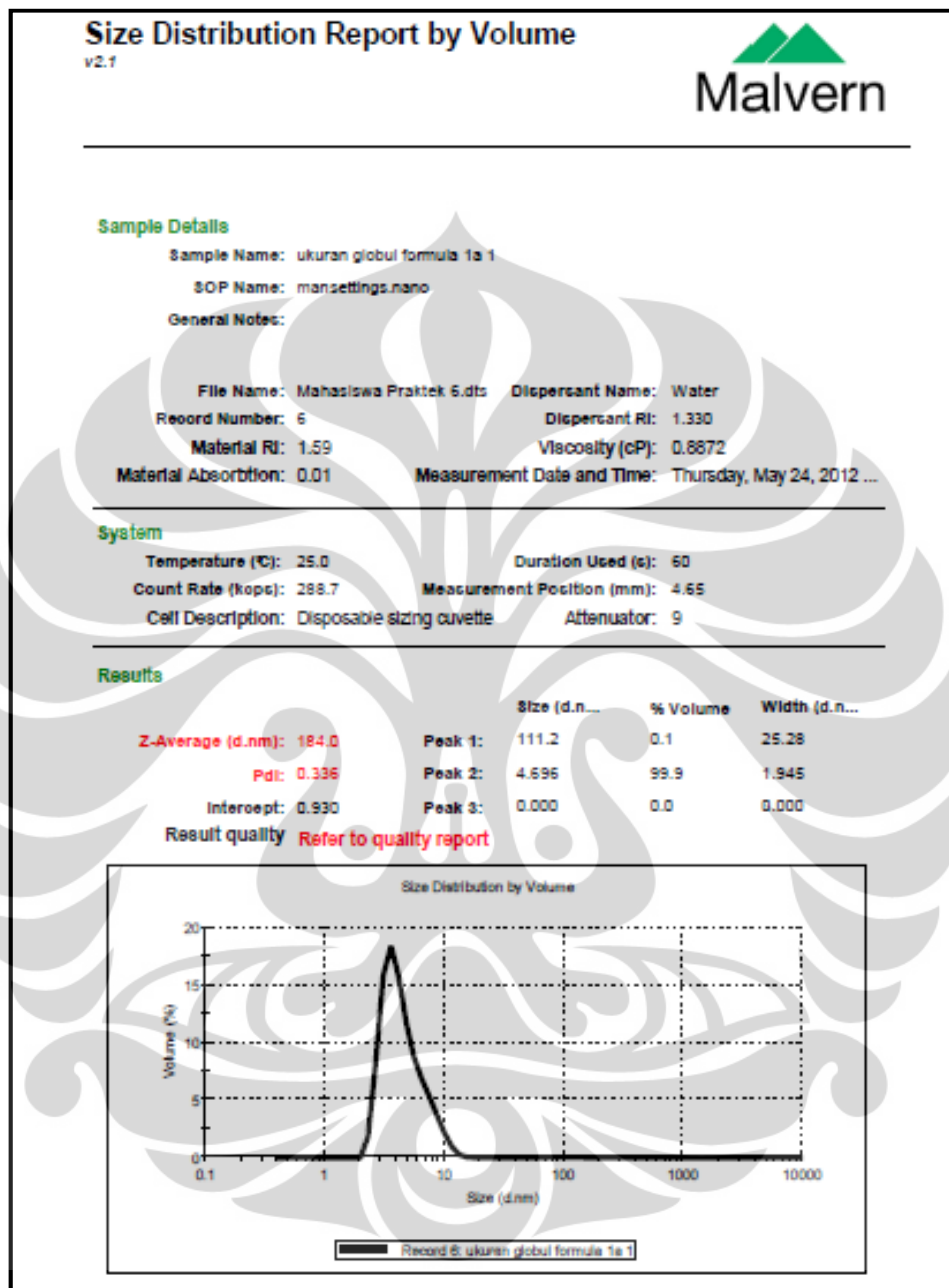 Size Distribution Report by Volume
v2.1
Malvern
Sample Details
Sample Name: ukuran globul formula 1a 1
SOP Name: mansettings.nano
General Notes:
File Name: Mahasiswa Praktek 6.dts Dispersant Name: Water
Record Number: 6 Dispersant RI: 1.330
Material RI: 1.59 Viscosity (cP): 0.8872
Material Absorbtion: 0.01 Measurement Date and Time: Thursday, May 24, 2012 ...
System
Temperature (°C): 25.0 Duration Used (s): 60
Count Rate (kcps): 288.7 Measurement Position (mm): 4.65
Cell Description: Disposable sizing cuvette Attenuator: 9
Results
Size (d.n... % Volume Width (d.n...
Z-Average (d.nm): 184.0 Peak 1: 111.2 0.1 25.28
PdI: 0.336 Peak 2: 4.696 99.9 1.945
Intercept: 0.930 Peak 3: 0.000 0.0 0.000
Result quality Refer to quality report
Size Distribution by Volume
20
15
10
5
0
Volume (%)
0.1 1 10 100 1000 10000
Size (d.nm)
Record 6: ukuran globul formula 1a 1